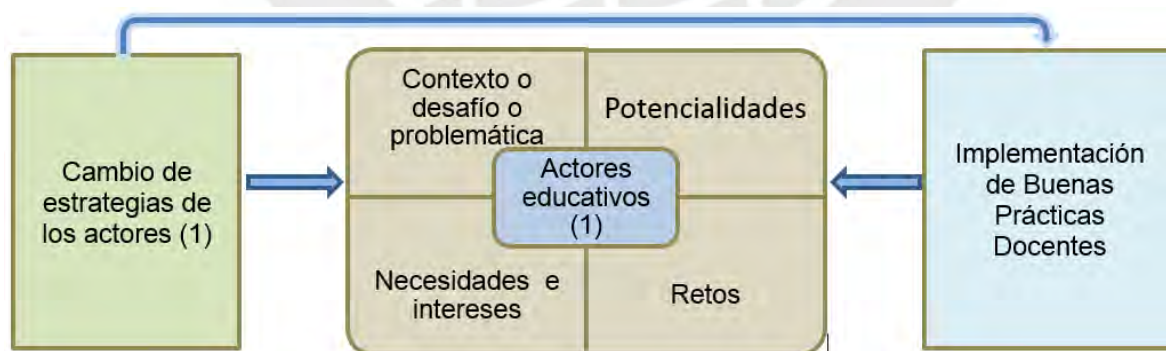 Cambio de
estrategias de
los actores (1)
Contexto o
desafío o
problemática
Potencialidades
Actores
educativos
(1)
Necesidades e
intereses
Retos
Implementación
de Buenas
Prácticas
Docentes